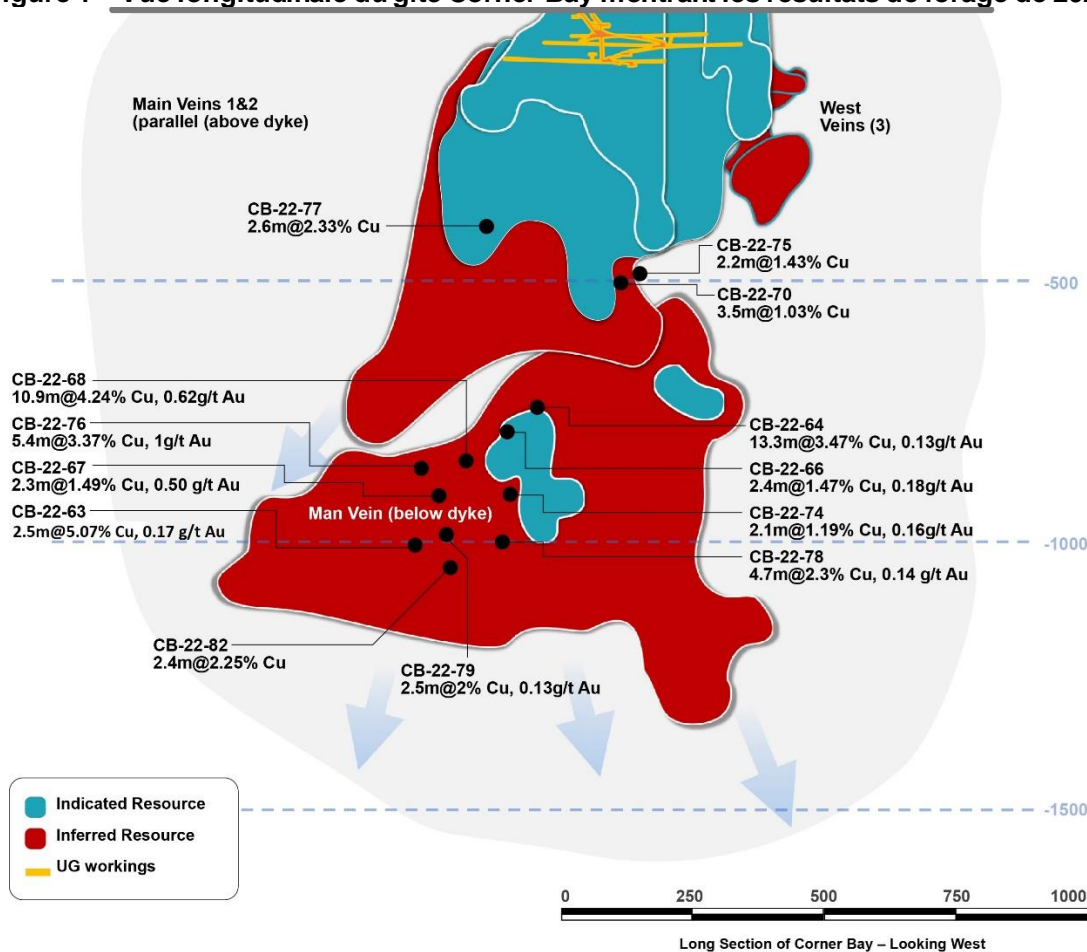 Main Veins 1&2
(parallel (above dyke)
West
Veins (3)
CB-22-77
2.6m@2.33% Cu
CB-22-75
2.2m@1.43% Cu
-500
CB-22-70
3.5m@1.03% Cu
CB-22-68
10.9m@4.24% Cu, 0.62g/t Au
CB-22-76
5.4m@3.37% Cu, 1g/t Au
CB-22-67
2.3m@1.49% Cu, 0.50 g/t Au
CB-22-63
2.5m@5.07% Cu, 0.17 g/t Au
CB-22-64
13.3m@3.47% Cu, 0.13g/t Au
CB-22-66
2.4m@1.47% Cu, 0.18g/t Au
CB-22-74
2.1m@1.19% Cu, 0.16g/t Au
CB-22-78
4.7m@2.3% Cu, 0.14 g/t Au
Man Vein (below dyke)
-1000
CB-22-82
2.4m@2.25% Cu
CB-22-79
2.5m@2% Cu, 0.13g/t Au
Indicated Resource
Inferred Resource
UG workings
-1500
0 250 500 750 1000
Long Section of Corner Bay – Looking West